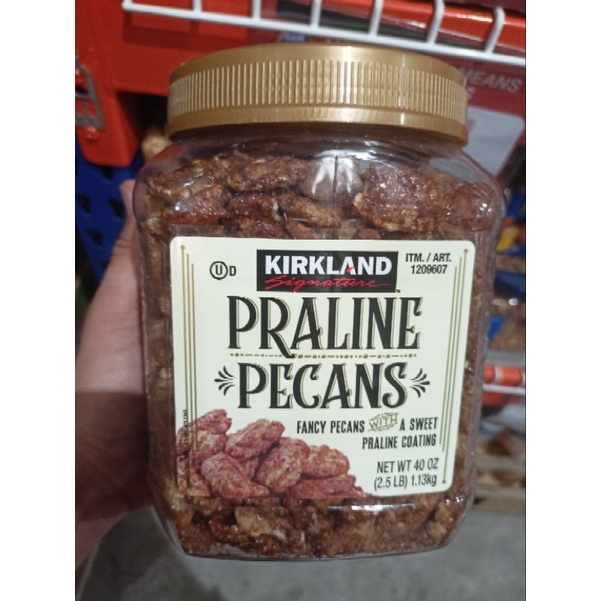 EANS
U D
KIRKLAND
Signature
ITM. / ART.
1209607
PRALINE
PECANS
FANCY PECANS WITH A SWEET
PRALINE COATING
NET WT 40 OZ
(2.5 LB) 1.13kg